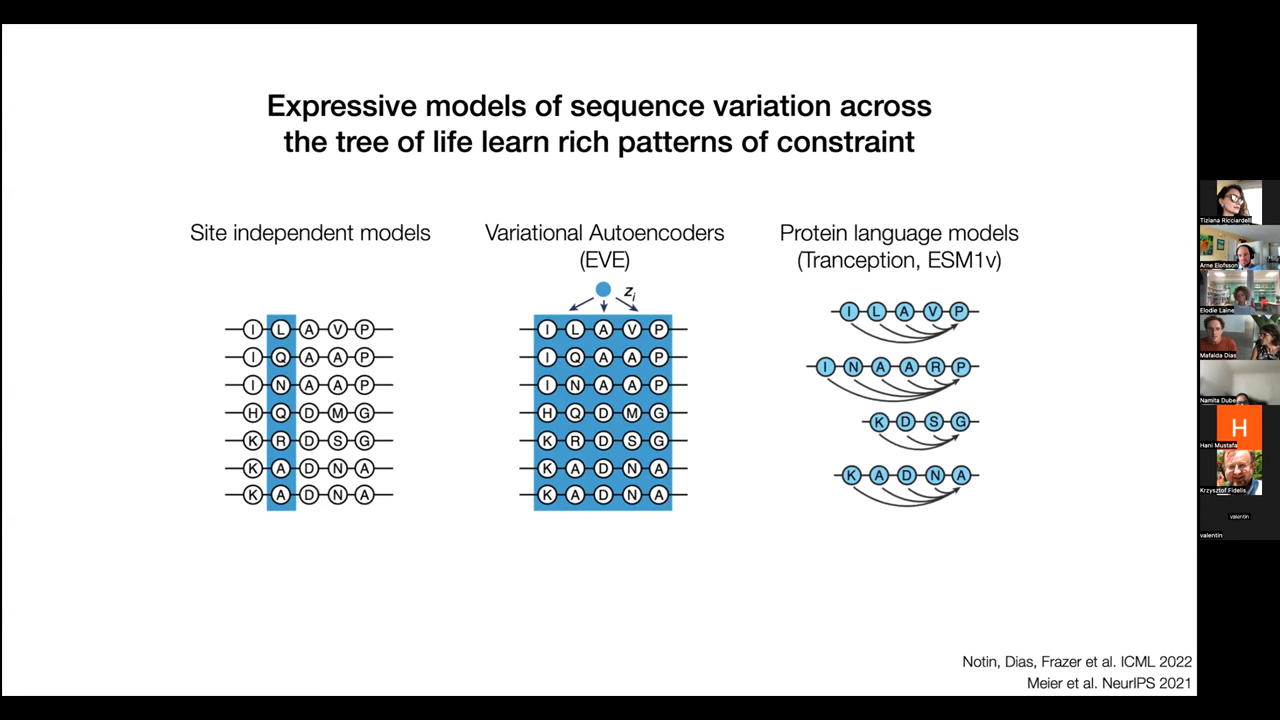 Expressive models of sequence variation across
the tree of life learn rich patterns of constraint
Site independent models
I L A V P
I Q A A P
I N A A P
H Q D M G
K R D S G
K A D N A
K A D N A
Variational Autoencoders
(EVE)
zi
I L A V P
I Q A A P
I N A A P
H Q D M G
K R D S G
K A D N A
K A D N A
Protein language models
(Tranception, ESM1v)
I L A V P
I N A A R P
K D S G
K A D N A
Notin, Dias, Frazer et al. ICML 2022
Meier et al. NeurIPS 2021
Tiziana Ricciardelli
Arne Elofsson
Elodie Laine
Mafalda Dias
Namita Dube
H
Hani Mustafa
Krzysztof Fidelis
valentin
valentin